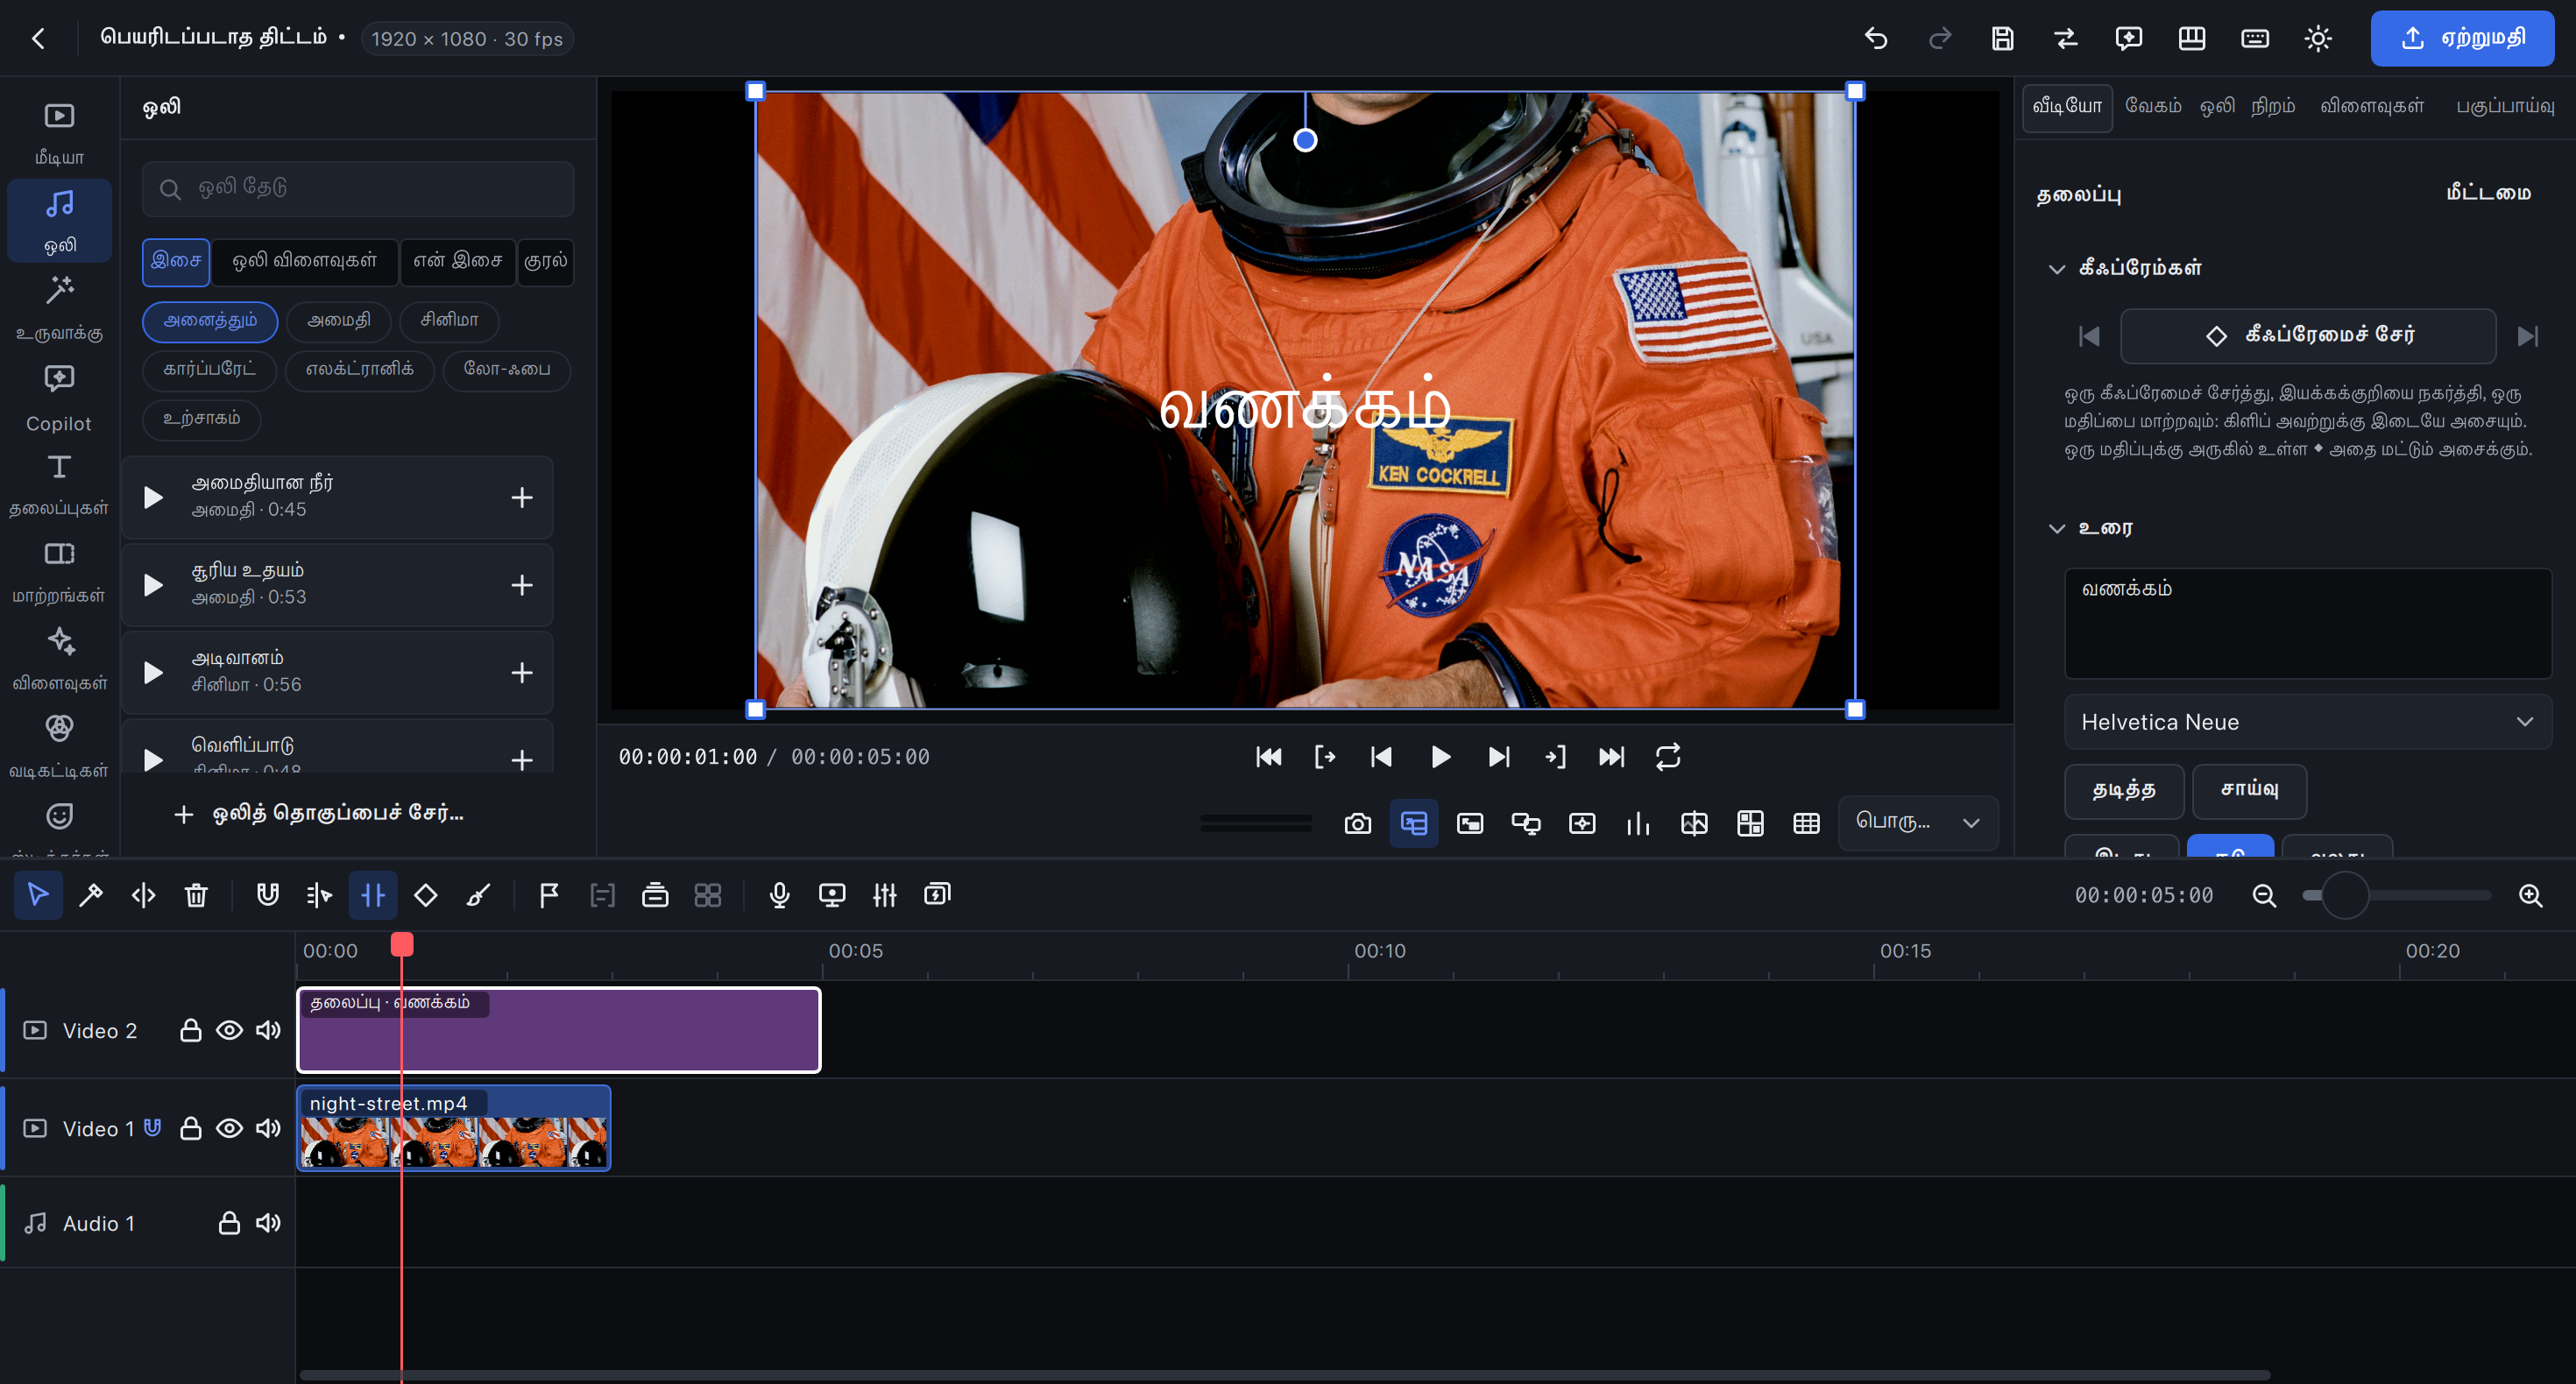 பெயரிடப்படாத திட்டம் •
1920 × 1080 · 30 fps
ஏற்றுமதி
மீடியா
ஒலி
உருவாக்கு
Copilot
தலைப்புகள்
மாற்றங்கள்
விளைவுகள்
வடிகட்டிகள்
ஒலி
ஒலி தேடு
இசை
ஒலி விளைவுகள்
என் இசை
குரல்
அனைத்தும்
அமைதி
சினிமா
கார்ப்பரேட்
எலக்ட்ரானிக்
லோ-ஃபை
உற்சாகம்
அமைதியான நீர்
அமைதி · 0:45
சூரிய உதயம்
அமைதி · 0:53
அடிவானம்
சினிமா · 0:56
வெளிப்பாடு
சினிமா · 0:48
ஒலித் தொகுப்பைச் சேர்...
வணக்கம்
USA
KEN COCKRELL
NASA
00:00:01:00 / 00:00:05:00
பொரு...
வீடியோ
வேகம்
ஒலி
நிறம்
விளைவுகள்
பகுப்பாய்வு
தலைப்பு
மீட்டமை
கீஃப்ரேம்கள்
கீஃப்ரேமைச் சேர்
ஒரு கீஃப்ரேமைச் சேர்த்து, இயக்கக்குறியை நகர்த்தி, ஒரு
மதிப்பை மாற்றவும்: கிளிப் அவற்றுக்கு இடையே அசையும்.
ஒரு மதிப்புக்கு அருகில் உள்ள ◆ அதை மட்டும் அசைக்கும்.
உரை
வணக்கம்
Helvetica Neue
தடித்த
சாய்வு
00:00:05:00
00:00
00:05
00:10
00:15
00:20
Video 2
தலைப்பு · வணக்கம்
Video 1
night-street.mp4
Audio 1